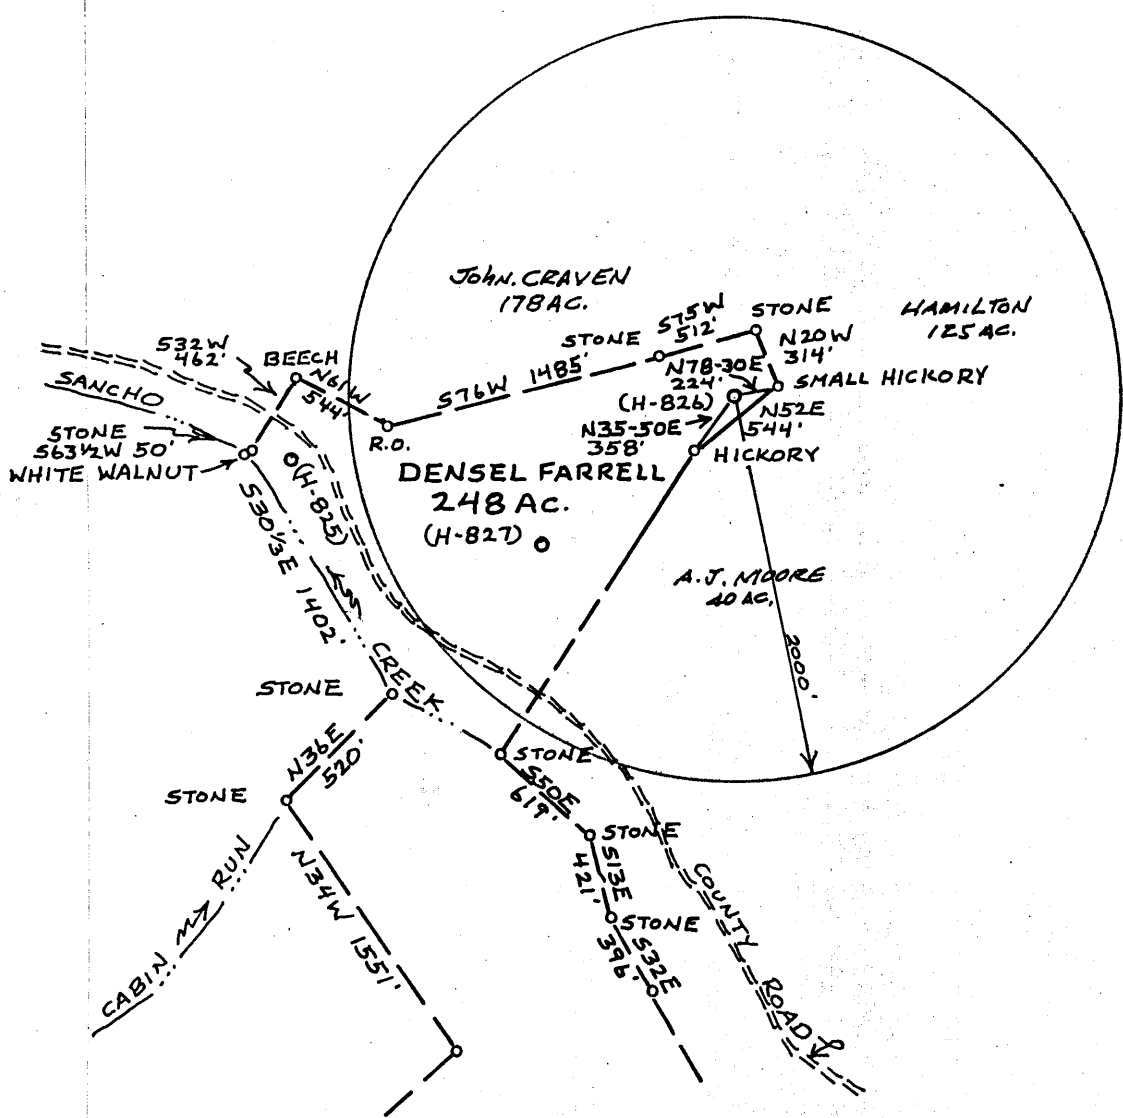 JOHN. CRAVEN
178 AC.
HAMILTON
125 AC.
STONE
N20W
314'
S75W
512'
STONE
S76W 1485'
N78-30E
224'
(H-826)
SMALL HICKORY
N52E
544'
N35-50E
358'
HICKORY
S32W
462'
BEECH
N61W
544'
R.O.
SANCHO
STONE
S63½W 50'
WHITE WALNUT
(H-825)
DENSEL FARRELL
248 AC.
(H-827)
A.J. MOORE
40 AC.
2000'
S30⅓E 1402'
CREEK
STONE
N36E
520'
STONE
STONE
S50E
619'
STONE
S13E
421'
STONE
S32E
396'
N34W 1551'
CABIN RUN
COUNTY ROAD